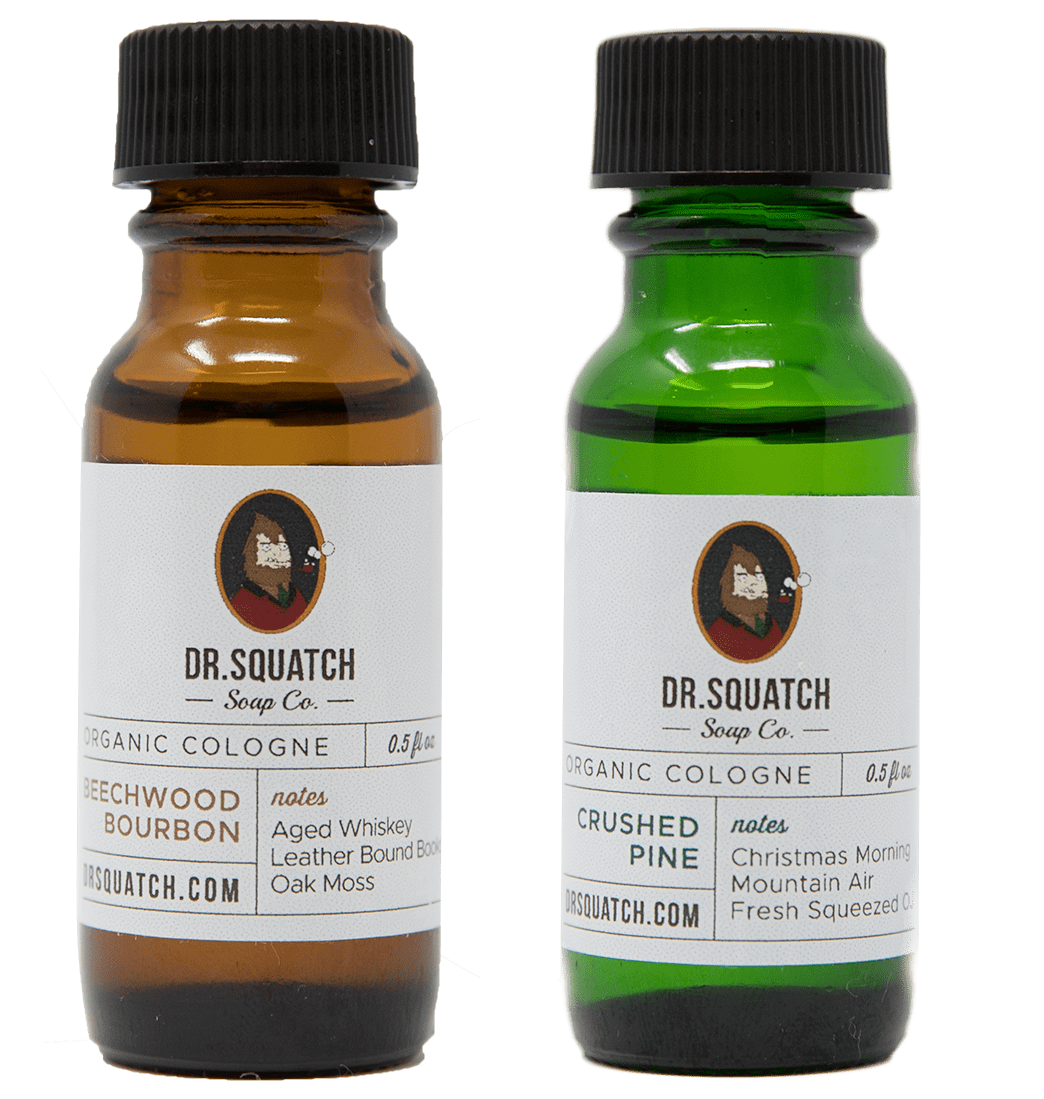 DR.SQUATCH
Soap Co.
ORGANIC COLOGNE
0.5 fl oz
BEECHWOOD
BOURBON
DRSQUATCH.COM
notes
Aged Whiskey
Leather Bound Books
Oak Moss
DR.SQUATCH
Soap Co.
ORGANIC COLOGNE
0.5 fl oz
CRUSHED
PINE
DRSQUATCH.COM
notes
Christmas Morning
Mountain Air
Fresh Squeezed